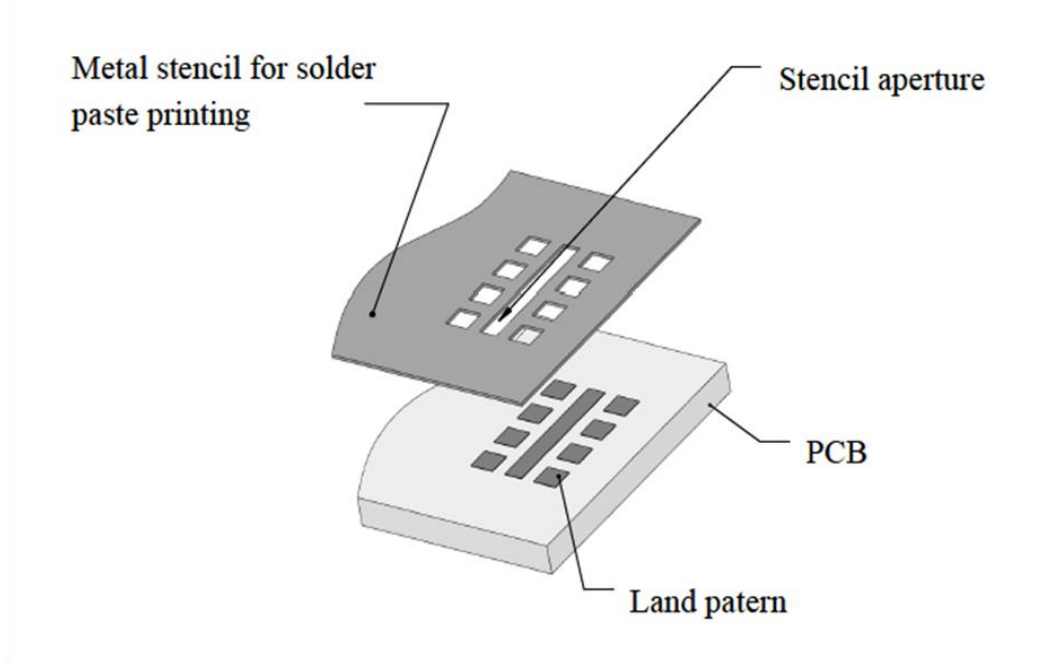 Metal stencil for solder
paste printing
Stencil aperture
PCB
Land patern